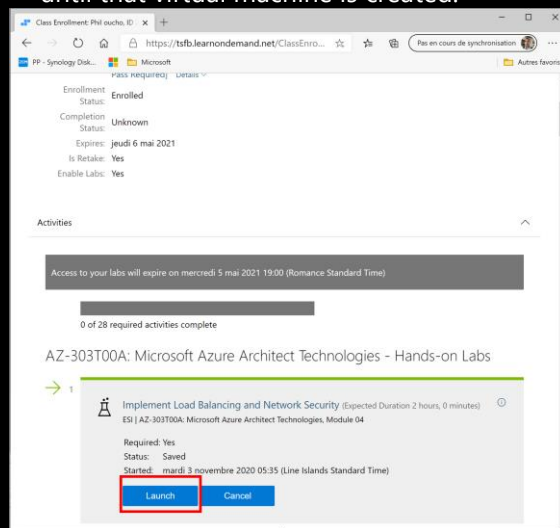 until that virtual machine is created.
Class Enrollment: Phil oucho, ID
https://tsfb.learnondemand.net/ClassEnro...
Pas en cours de synchronisation
PP - Synology Disk...
Microsoft
Autres favoris
Pass Required] Details
Enrollment Status: Enrolled
Completion Status: Unknown
Expires: jeudi 6 mai 2021
Is Retake: Yes
Enable Labs: Yes
Activities
Access to your labs will expire on mercredi 5 mai 2021 19:00 (Romance Standard Time)
0 of 28 required activities complete
AZ-303T00A: Microsoft Azure Architect Technologies - Hands-on Labs
1
Implement Load Balancing and Network Security (Expected Duration 2 hours, 0 minutes)
ESI | AZ-303T00A: Microsoft Azure Architect Technologies, Module 04
Required: Yes
Status: Saved
Started: mardi 3 novembre 2020 05:35 (Line Islands Standard Time)
Launch
Cancel